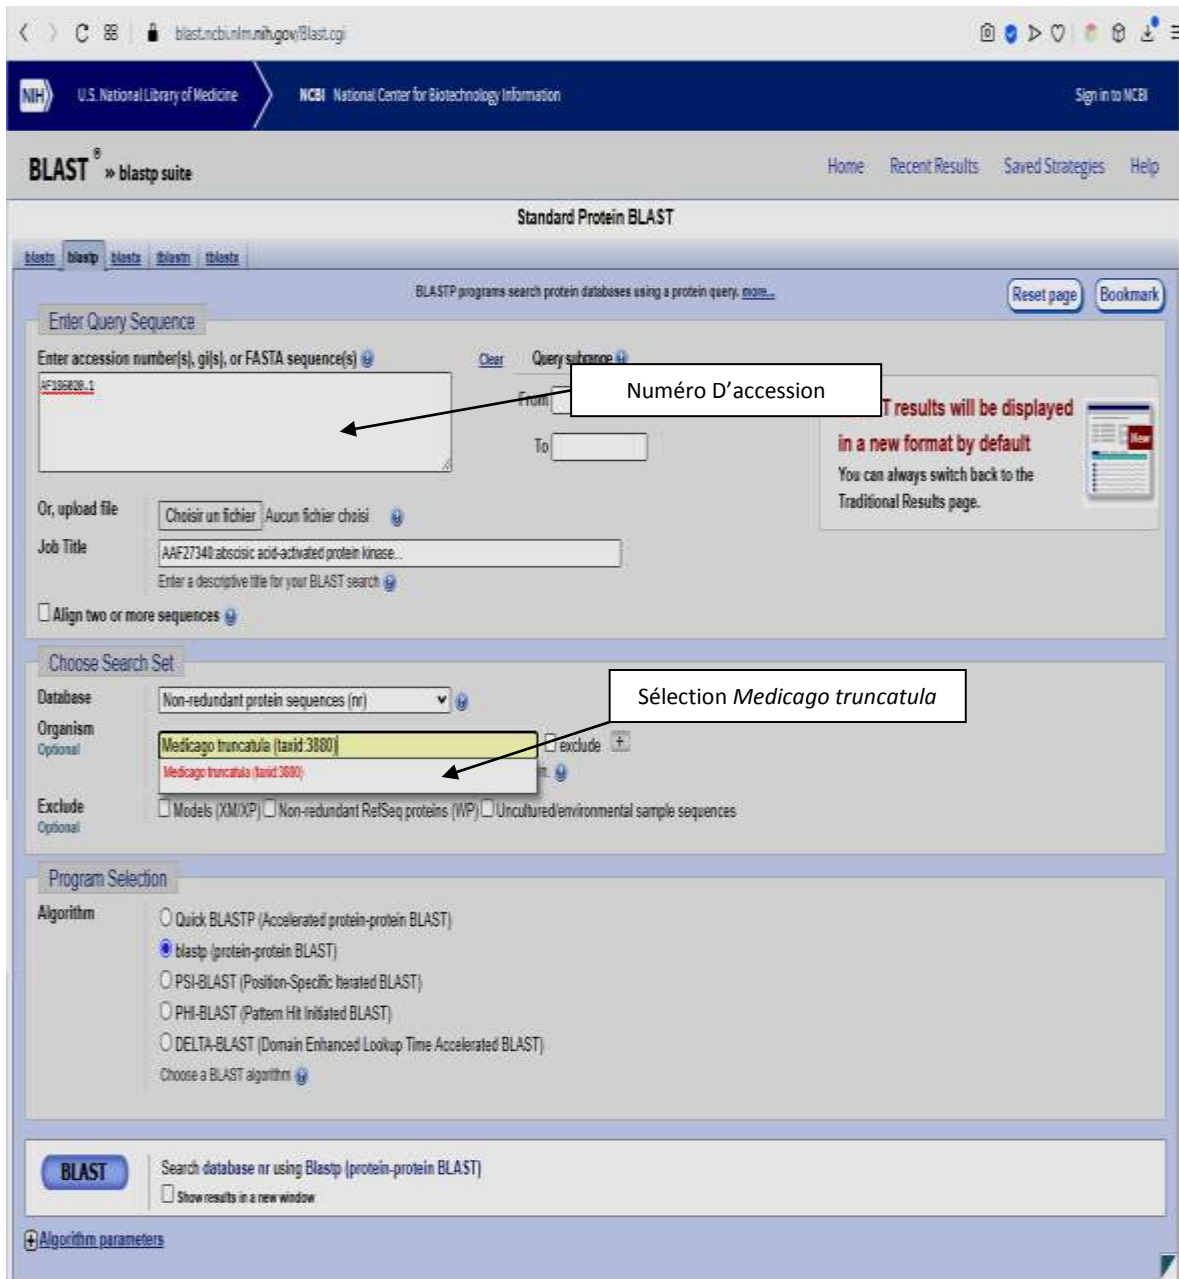 blast.ncbi.nlm.nih.gov/Blast.cgi
NIH U.S. National Library of Medicine NCBI National Center for Biotechnology Information Sign in to NCBI
BLAST ® » blastp suite Home Recent Results Saved Strategies Help
Standard Protein BLAST
blastn blastp blastx tblastn tblastx
BLASTP programs search protein databases using a protein query. more...
Reset page Bookmark
Enter Query Sequence
Enter accession number(s), gi(s), or FASTA sequence(s) Clear Query subrange
AF186020.1
Numéro D'accession
From
To
T results will be displayed
in a new format by default
New
You can always switch back to the
Traditional Results page.
Or, upload file Choisir un fichier Aucun fichier choisi
Job Title AAF27340:abscisic acid-activated protein kinase...
Enter a descriptive title for your BLAST search
Align two or more sequences
Choose Search Set
Database Non-redundant protein sequences (nr)
Sélection Medicago truncatula
Organism
Optional
Medicago truncatula (taxid:3880) exclude +
Medicago truncatula (taxid:3880)
Exclude
Optional
Models (XM/XP) Non-redundant RefSeq proteins (WP) Uncultured/environmental sample sequences
Program Selection
Algorithm
Quick BLASTP (Accelerated protein-protein BLAST)
blastp (protein-protein BLAST)
PSI-BLAST (Position-Specific Iterated BLAST)
PHI-BLAST (Pattern Hit Initiated BLAST)
DELTA-BLAST (Domain Enhanced Lookup Time Accelerated BLAST)
Choose a BLAST algorithm
BLAST
Search database nr using Blastp (protein-protein BLAST)
Show results in a new window
+ Algorithm parameters